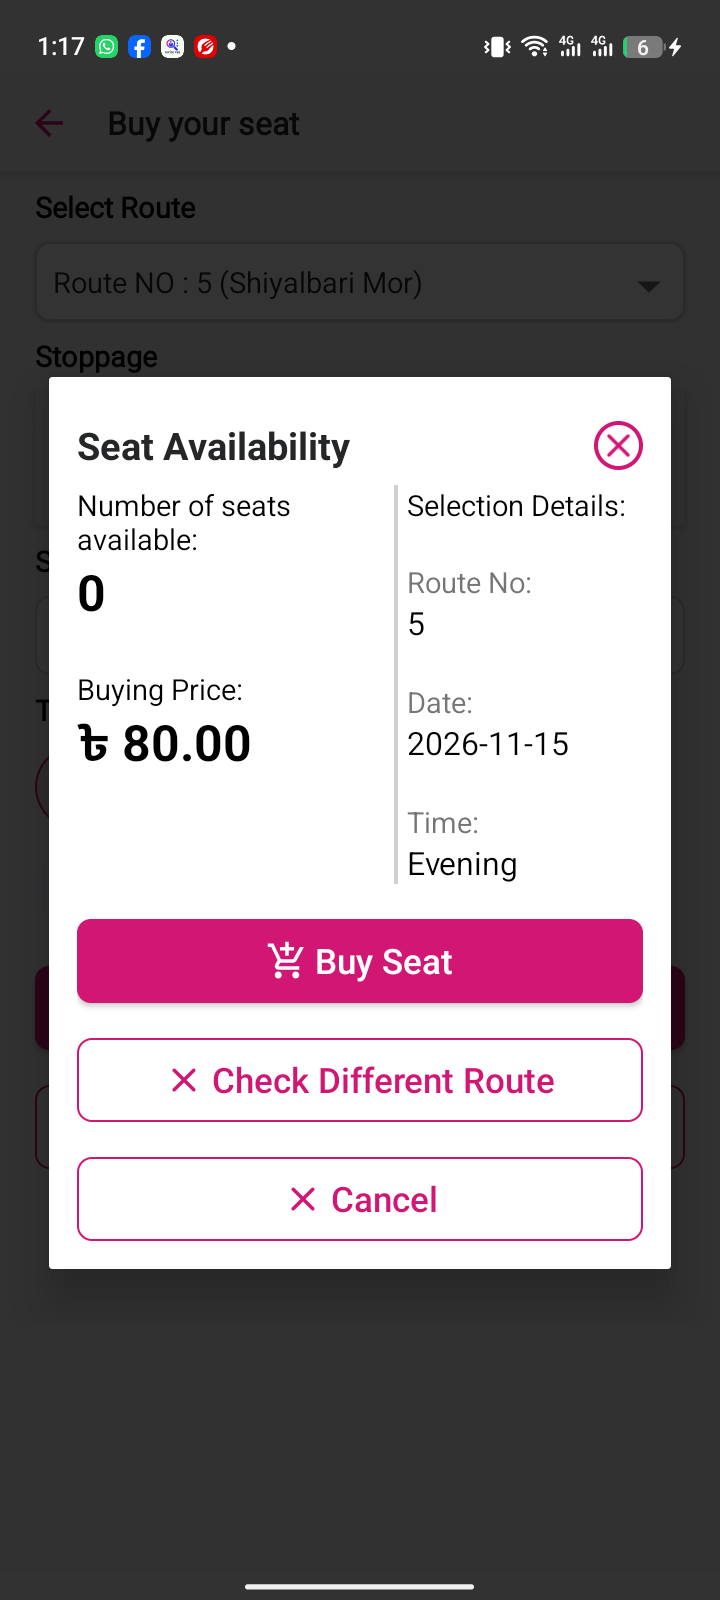 1:17
4G 4G 6
Buy your seat
Select Route
Route NO : 5 (Shiyalbari Mor)
Stoppage
Seat Availability
Number of seats
available:
0
Buying Price:
৳ 80.00
Selection Details:
Route No:
5
Date:
2026-11-15
Time:
Evening
S
T
Buy Seat
Check Different Route
Cancel